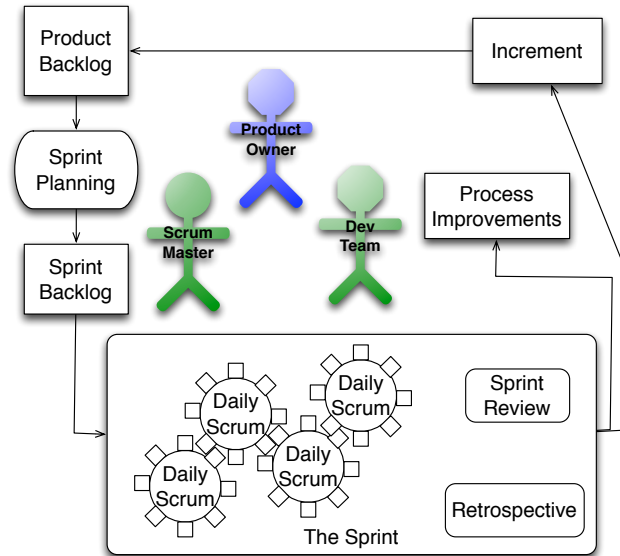 Product
Backlog
Increment
Product
Owner
Sprint
Planning
Process
Improvements
Scrum
Master
Dev
Team
Sprint
Backlog
Daily
Scrum
Daily
Scrum
Sprint
Review
Daily
Scrum
Daily
Scrum
Retrospective
The Sprint